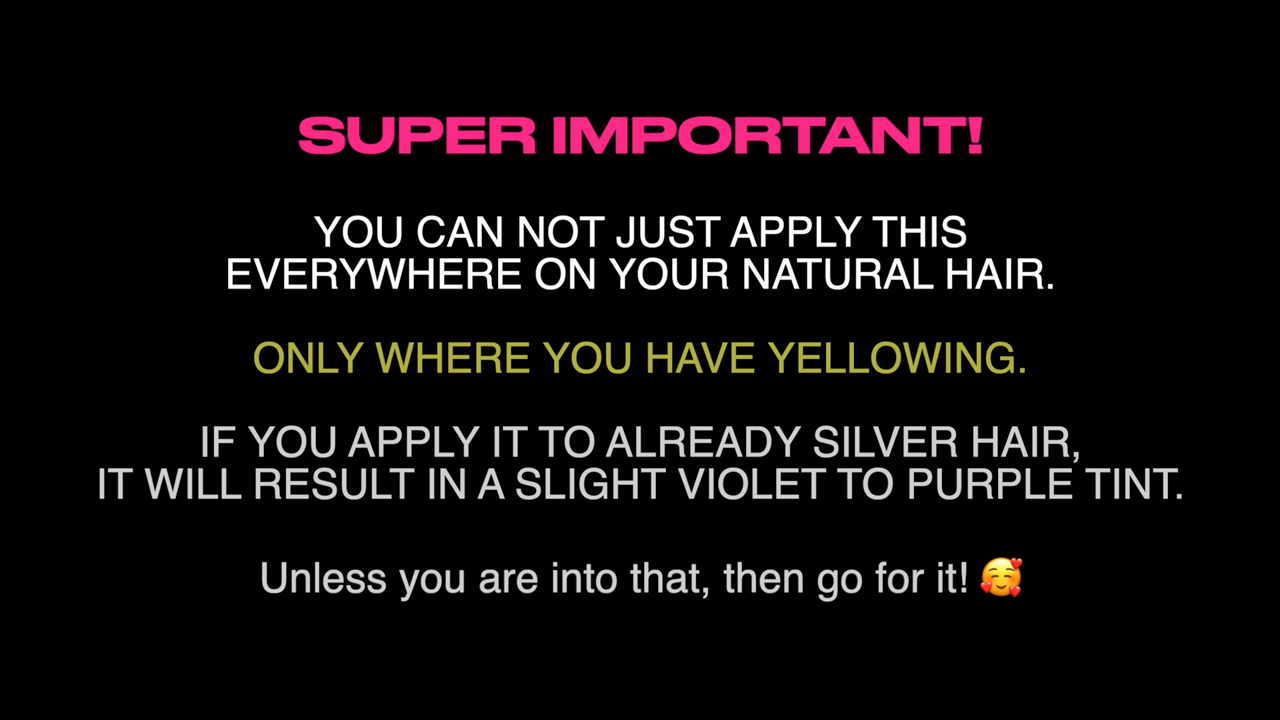 SUPER IMPORTANT!
YOU CAN NOT JUST APPLY THIS
EVERYWHERE ON YOUR NATURAL HAIR.
ONLY WHERE YOU HAVE YELLOWING.
IF YOU APPLY IT TO ALREADY SILVER HAIR,
IT WILL RESULT IN A SLIGHT VIOLET TO PURPLE TINT.
Unless you are into that, then go for it! 🥰